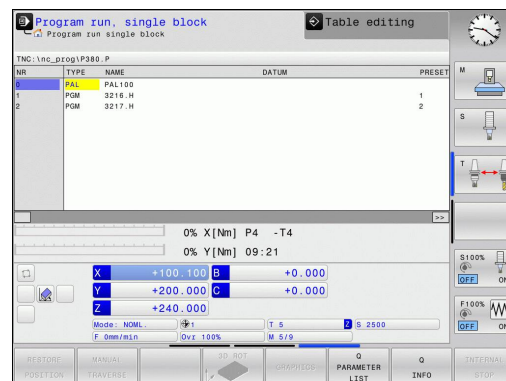 Program run, single block
Table editing
Program run single block
TNC:\nc_prog\P380.P
NR TYPE NAME DATUM PRESET
0 PAL PAL100
1 PGM 3216.H 1
2 PGM 3217.H 2
>>
0% X[Nm] P4 -T4
0% Y[Nm] 09:21
X +100.100 B +0.000
Y +200.000 C +0.000
Z +240.000
Mode: NOML. 1 T 5 Z S 2500
F 0mm/min Ovr 100% M 5/9
M
S
T
S100%
OFF ON
F100%
OFF ON
RESTORE POSITION
MANUAL TRAVERSE
3D ROT
GRAPHICS
Q PARAMETER LIST
Q INFO
INTERNAL STOP